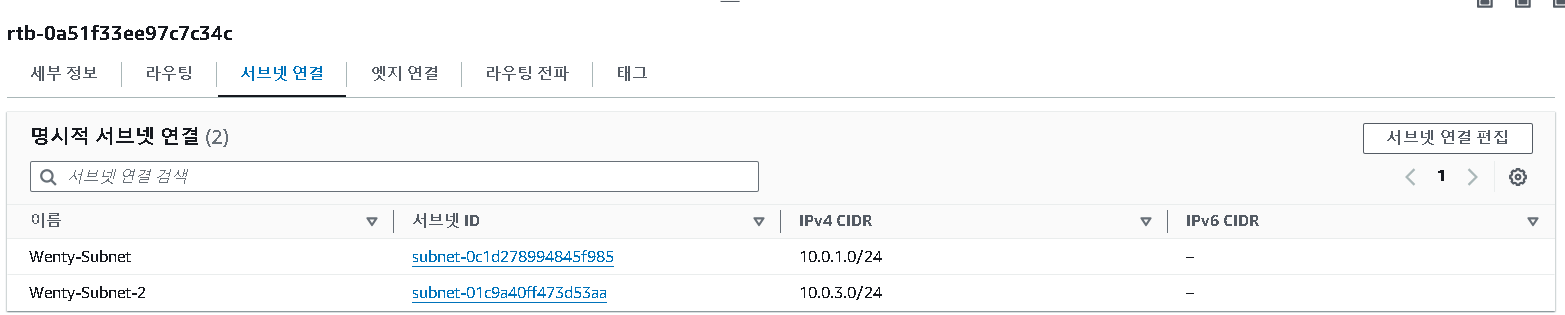 rtb-0a51f33ee97c7c34c
세부 정보 라우팅 서브넷 연결 엣지 연결 라우팅 전파 태그
명시적 서브넷 연결 (2) 서브넷 연결 편집
서브넷 연결 검색 1
이름 서브넷 ID IPv4 CIDR IPv6 CIDR
Wenty-Subnet subnet-0c1d278994845f985 10.0.1.0/24 –
Wenty-Subnet-2 subnet-01c9a40ff473d53aa 10.0.3.0/24 –